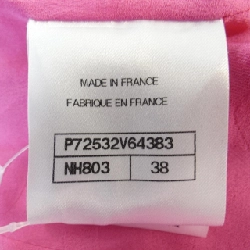 MADE IN FRANCE
FABRIQUE EN FRANCE
P72532V64383
NH803 38